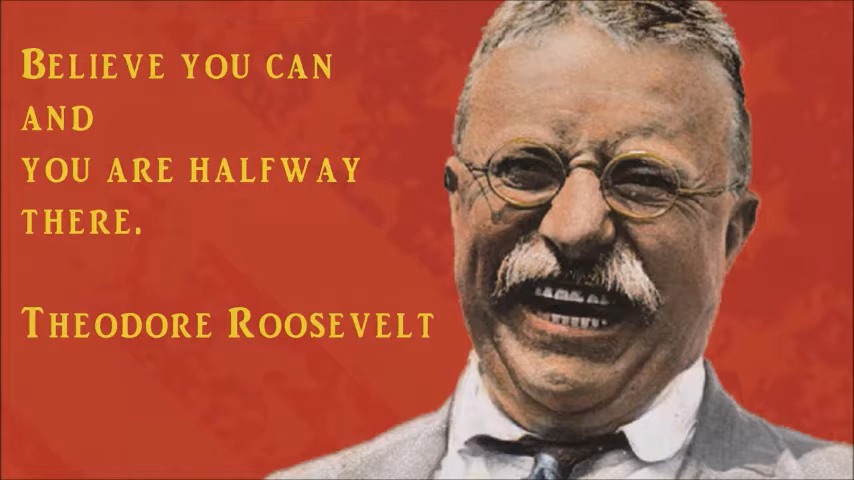 Believe you can
and
you are halfway
there.
Theodore Roosevelt